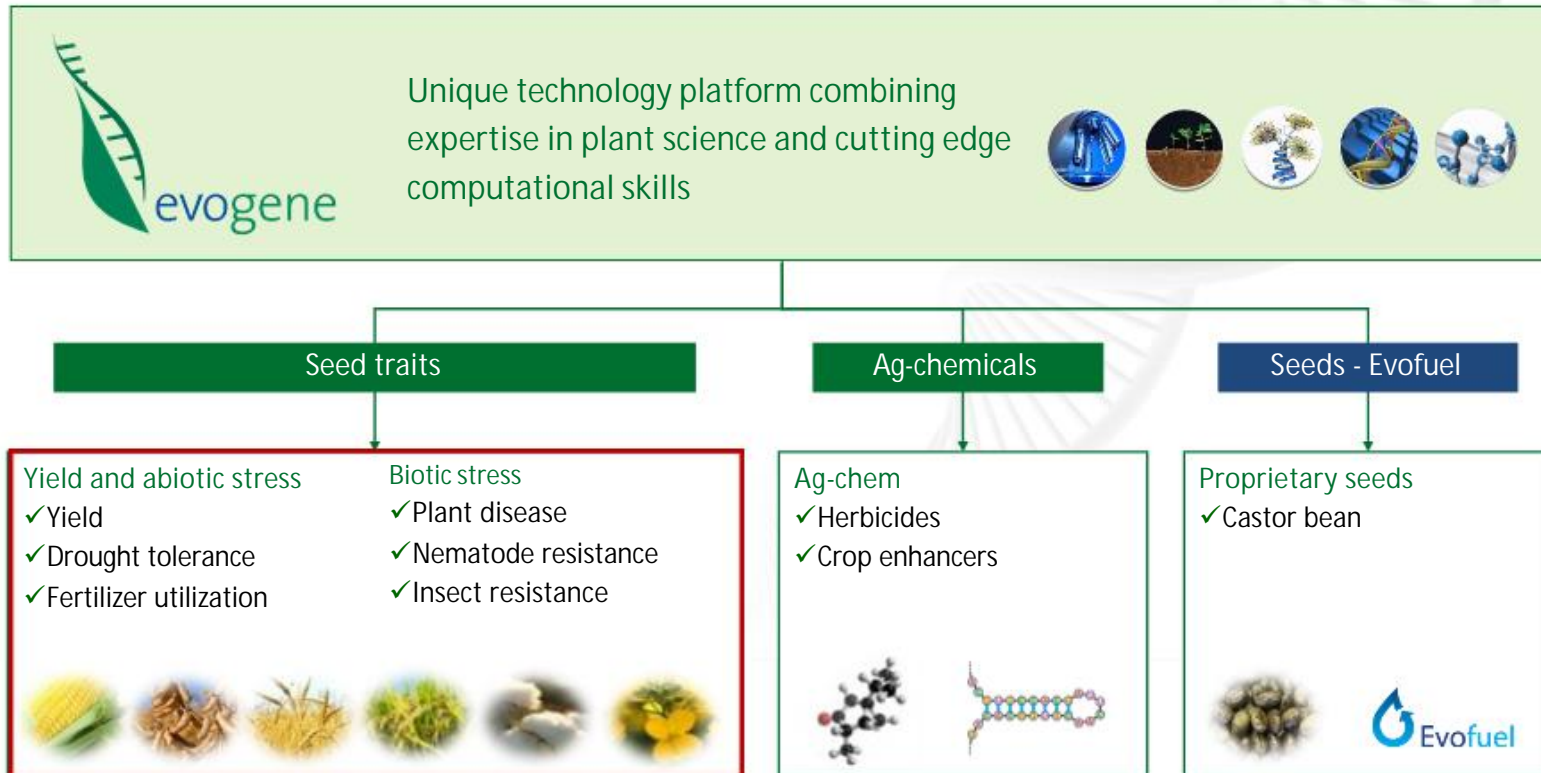 evogene
Unique technology platform combining
expertise in plant science and cutting edge
computational skills
Seed traits
Ag-chemicals
Seeds - Evofuel
Yield and abiotic stress
✓Yield
✓Drought tolerance
✓Fertilizer utilization
Biotic stress
✓Plant disease
✓Nematode resistance
✓Insect resistance
Ag-chem
✓Herbicides
✓Crop enhancers
Proprietary seeds
✓Castor bean
Evofuel